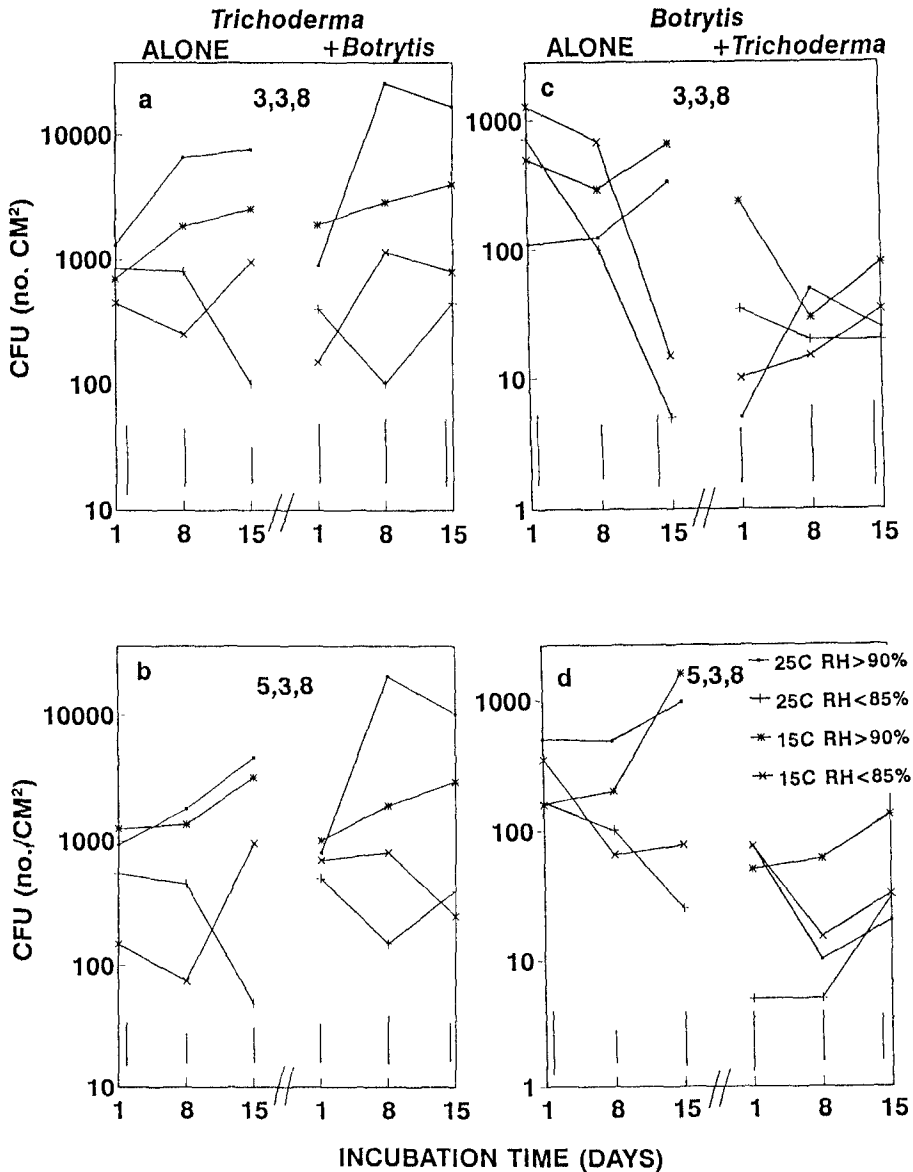 Trichoderma
ALONE +Botrytis
Botrytis
ALONE +Trichoderma
CFU (no. CM²)
a
3,3,8
10000
1000
100
10
1 8 15 // 1 8 15
c
3,3,8
1000
100
10
1
1 8 15 // 1 8 15
CFU (no./CM²)
b
5,3,8
10000
1000
100
10
1 8 15 // 1 8 15
d
5,3,8
25C RH>90%
25C RH<85%
15C RH>90%
15C RH<85%
1000
100
10
1
1 8 15 // 1 8 15
INCUBATION TIME (DAYS)